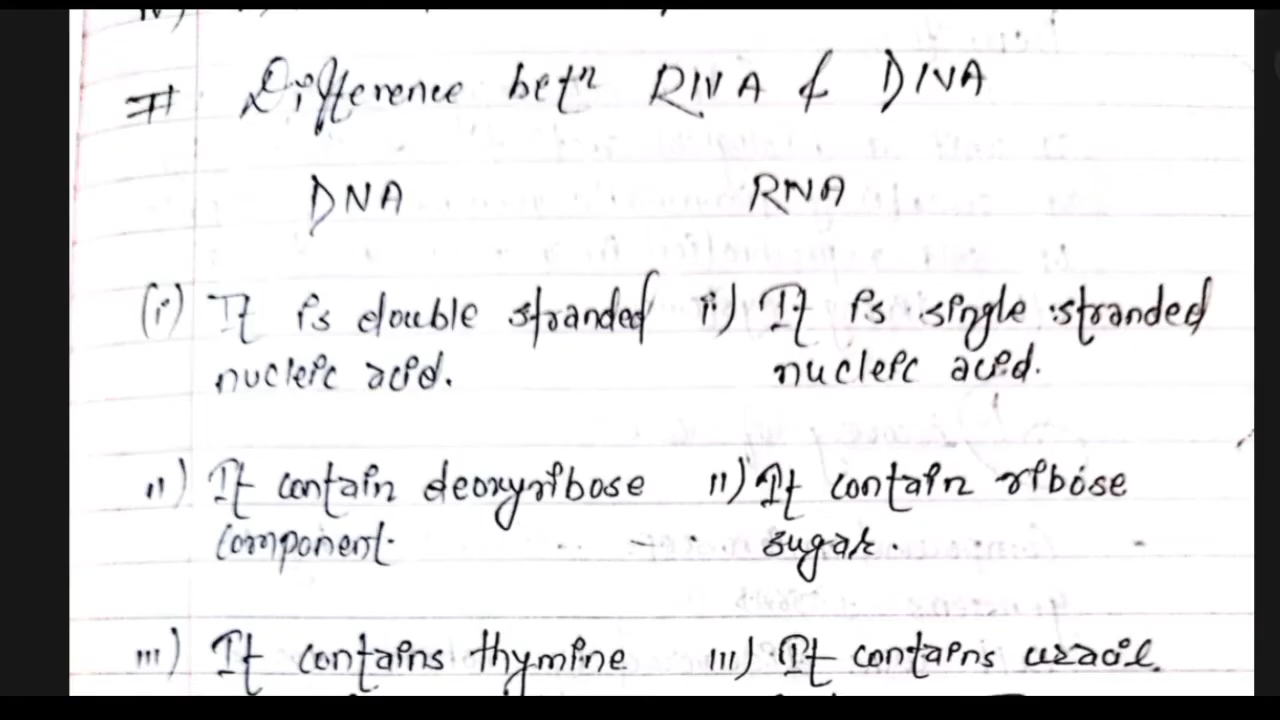 # Difference betn RNA & DNA
DNA RNA
(i) It is double stranded i) It is single stranded
nucleic acid. nucleic acid.
ii) It contain deoxyribose ii) It contain ribose
component. sugar.
iii) It contains thymine iii) It contains uracil.